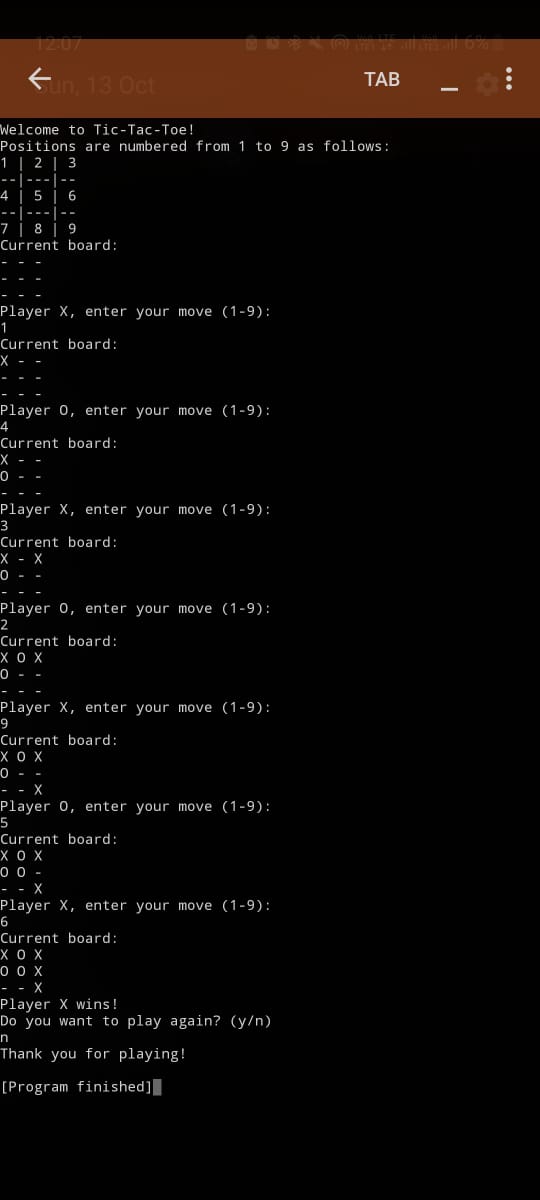 12:07 6%
Sun, 13 Oct
TAB
Welcome to Tic-Tac-Toe!
Positions are numbered from 1 to 9 as follows:
1 | 2 | 3
--|---|--
4 | 5 | 6
--|---|--
7 | 8 | 9
Current board:
- - -
- - -
- - -
Player X, enter your move (1-9):
1
Current board:
X - -
- - -
- - -
Player O, enter your move (1-9):
4
Current board:
X - -
O - -
- - -
Player X, enter your move (1-9):
3
Current board:
X - X
O - -
- - -
Player O, enter your move (1-9):
2
Current board:
X O X
O - -
- - -
Player X, enter your move (1-9):
9
Current board:
X O X
O - -
- - X
Player O, enter your move (1-9):
5
Current board:
X O X
O O -
- - X
Player X, enter your move (1-9):
6
Current board:
X O X
O O X
- - X
Player X wins!
Do you want to play again? (y/n)
n
Thank you for playing!
[Program finished]